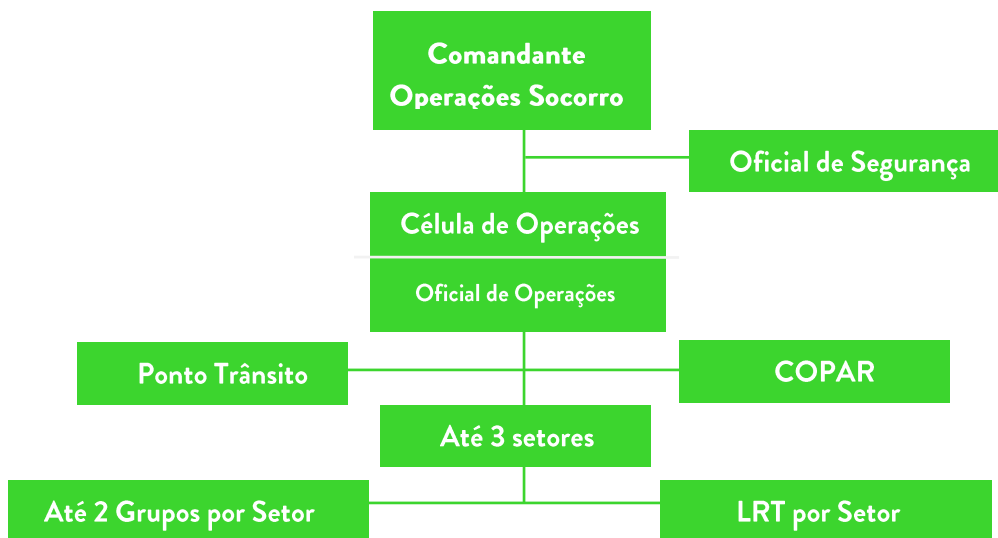 Comandante
Operações Socorro
Oficial de Segurança
Célula de Operações
Oficial de Operações
Ponto Trânsito
COPAR
Até 3 setores
Até 2 Grupos por Setor
LRT por Setor